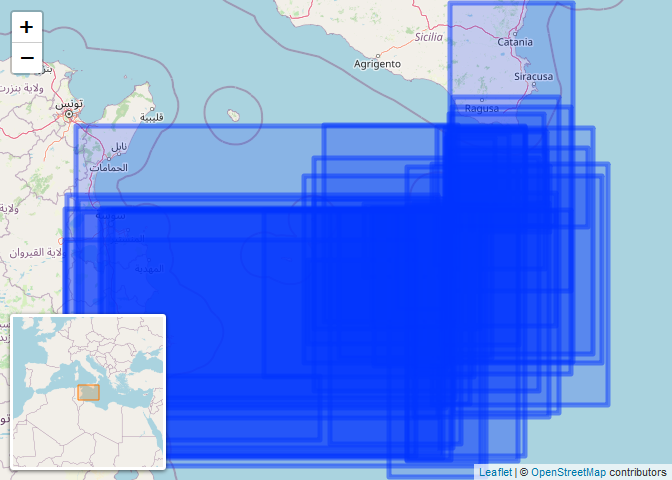 +
−
Sicilia
Catania
Agrigento
Siracusa
Ragusa
ولاية بنزرت
تونس
قليبية
نابل
الحمامات
ولاية
سوسة
ولاية القيروان
المهدية
Leaflet | © OpenStreetMap contributors